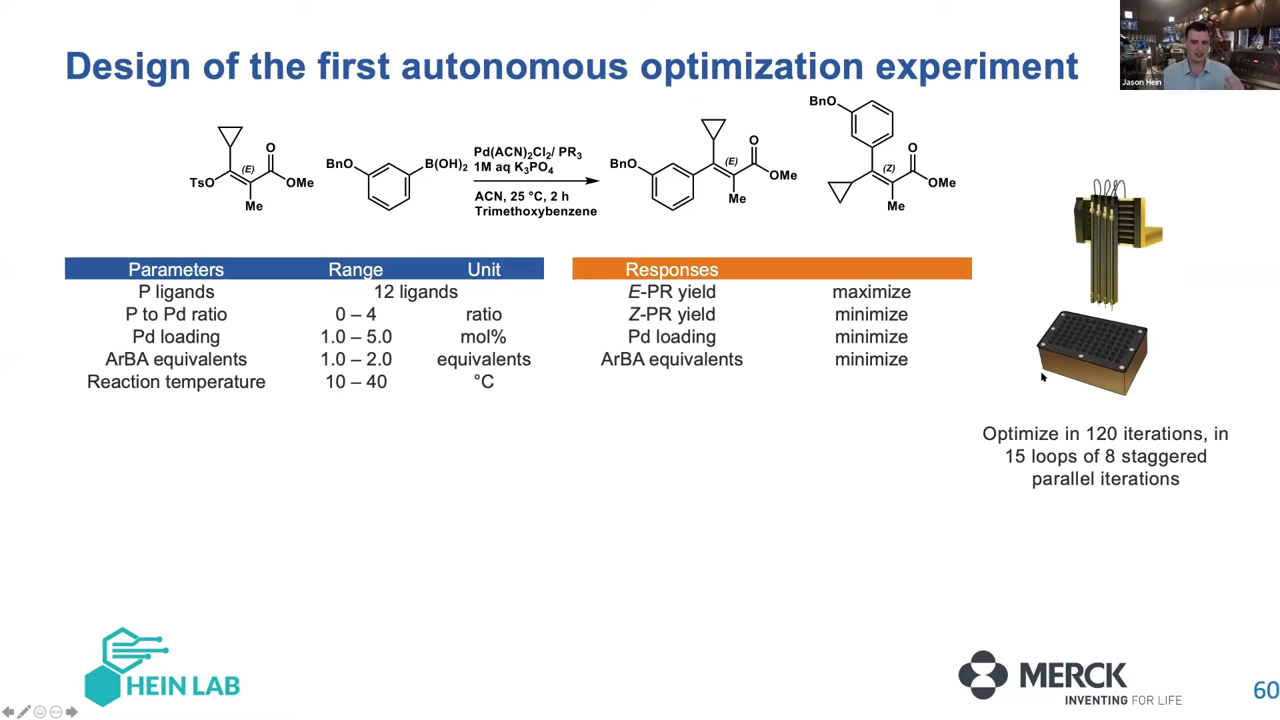 Design of the first autonomous optimization experiment
Jason Hein
TsO
(E)
O
OMe
Me
BnO
B(OH)2
Pd(ACN)2Cl2/ PR3
1M aq K3PO4
ACN, 25 °C, 2 h
Trimethoxybenzene
BnO
(E)
O
OMe
Me
BnO
(Z)
O
OMe
Me
Parameters Range Unit
P ligands 12 ligands
P to Pd ratio 0 – 4 ratio
Pd loading 1.0 – 5.0 mol%
ArBA equivalents 1.0 – 2.0 equivalents
Reaction temperature 10 – 40 °C
Responses
E-PR yield maximize
Z-PR yield minimize
Pd loading minimize
ArBA equivalents minimize
Optimize in 120 iterations, in
15 loops of 8 staggered
parallel iterations
HEIN LAB
MERCK
INVENTING FOR LIFE
60